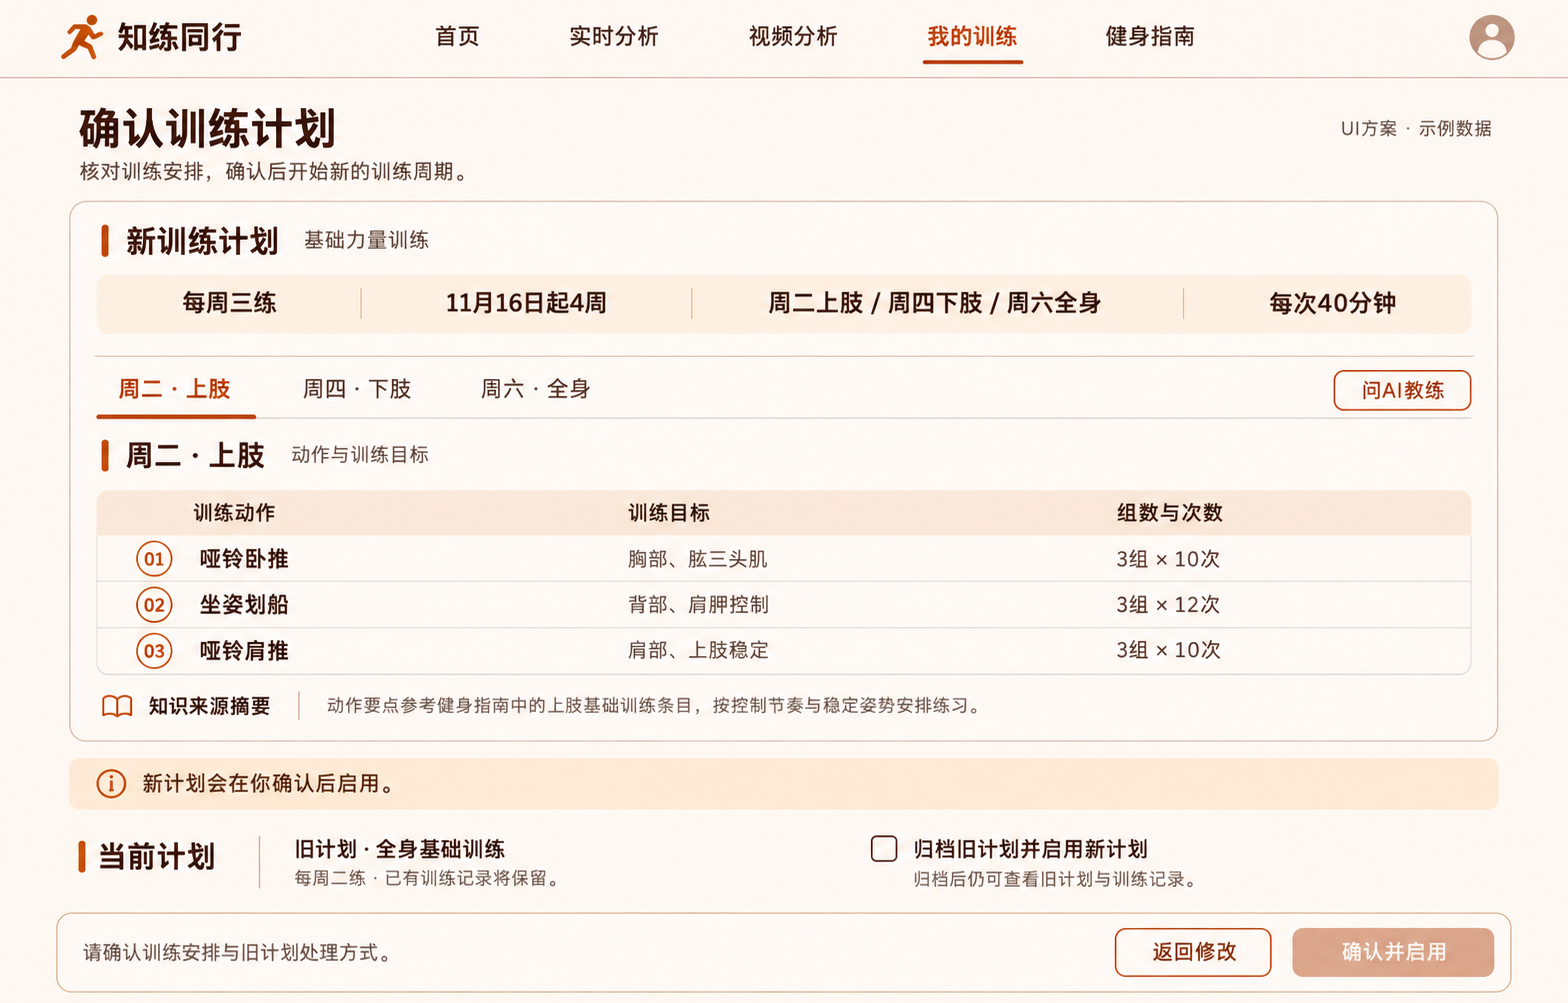 知练同行
首页
实时分析
视频分析
我的训练
健身指南
确认训练计划
UI方案 · 示例数据
核对训练安排，确认后开始新的训练周期。
新训练计划
基础力量训练
每周三练
11月16日起4周
周二上肢 / 周四下肢 / 周六全身
每次40分钟
周二 · 上肢
周四 · 下肢
周六 · 全身
问AI教练
周二 · 上肢
动作与训练目标
训练动作
训练目标
组数与次数
01
哑铃卧推
胸部、肱三头肌
3组 × 10次
02
坐姿划船
背部、肩胛控制
3组 × 12次
03
哑铃肩推
肩部、上肢稳定
3组 × 10次
知识来源摘要
动作要点参考健身指南中的上肢基础训练条目，按控制节奏与稳定姿势安排练习。
新计划会在你确认后启用。
当前计划
旧计划 · 全身基础训练
每周二练 · 已有训练记录将保留。
归档旧计划并启用新计划
归档后仍可查看旧计划与训练记录。
请确认训练安排与旧计划处理方式。
返回修改
确认并启用